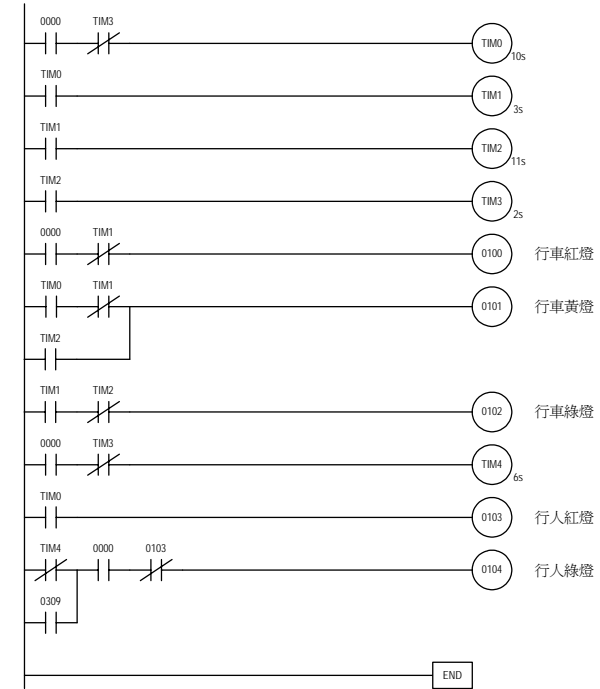 0000 TIM3 TIM0 10s
TIM0 TIM1 3s
TIM1 TIM2 11s
TIM2 TIM3 2s
0000 TIM1 0100 行車紅燈
TIM0 TIM1 0101 行車黃燈
TIM2
TIM1 TIM2 0102 行車綠燈
0000 TIM3 TIM4 6s
TIM0 0103 行人紅燈
TIM4 0000 0103 0104 行人綠燈
0309
END